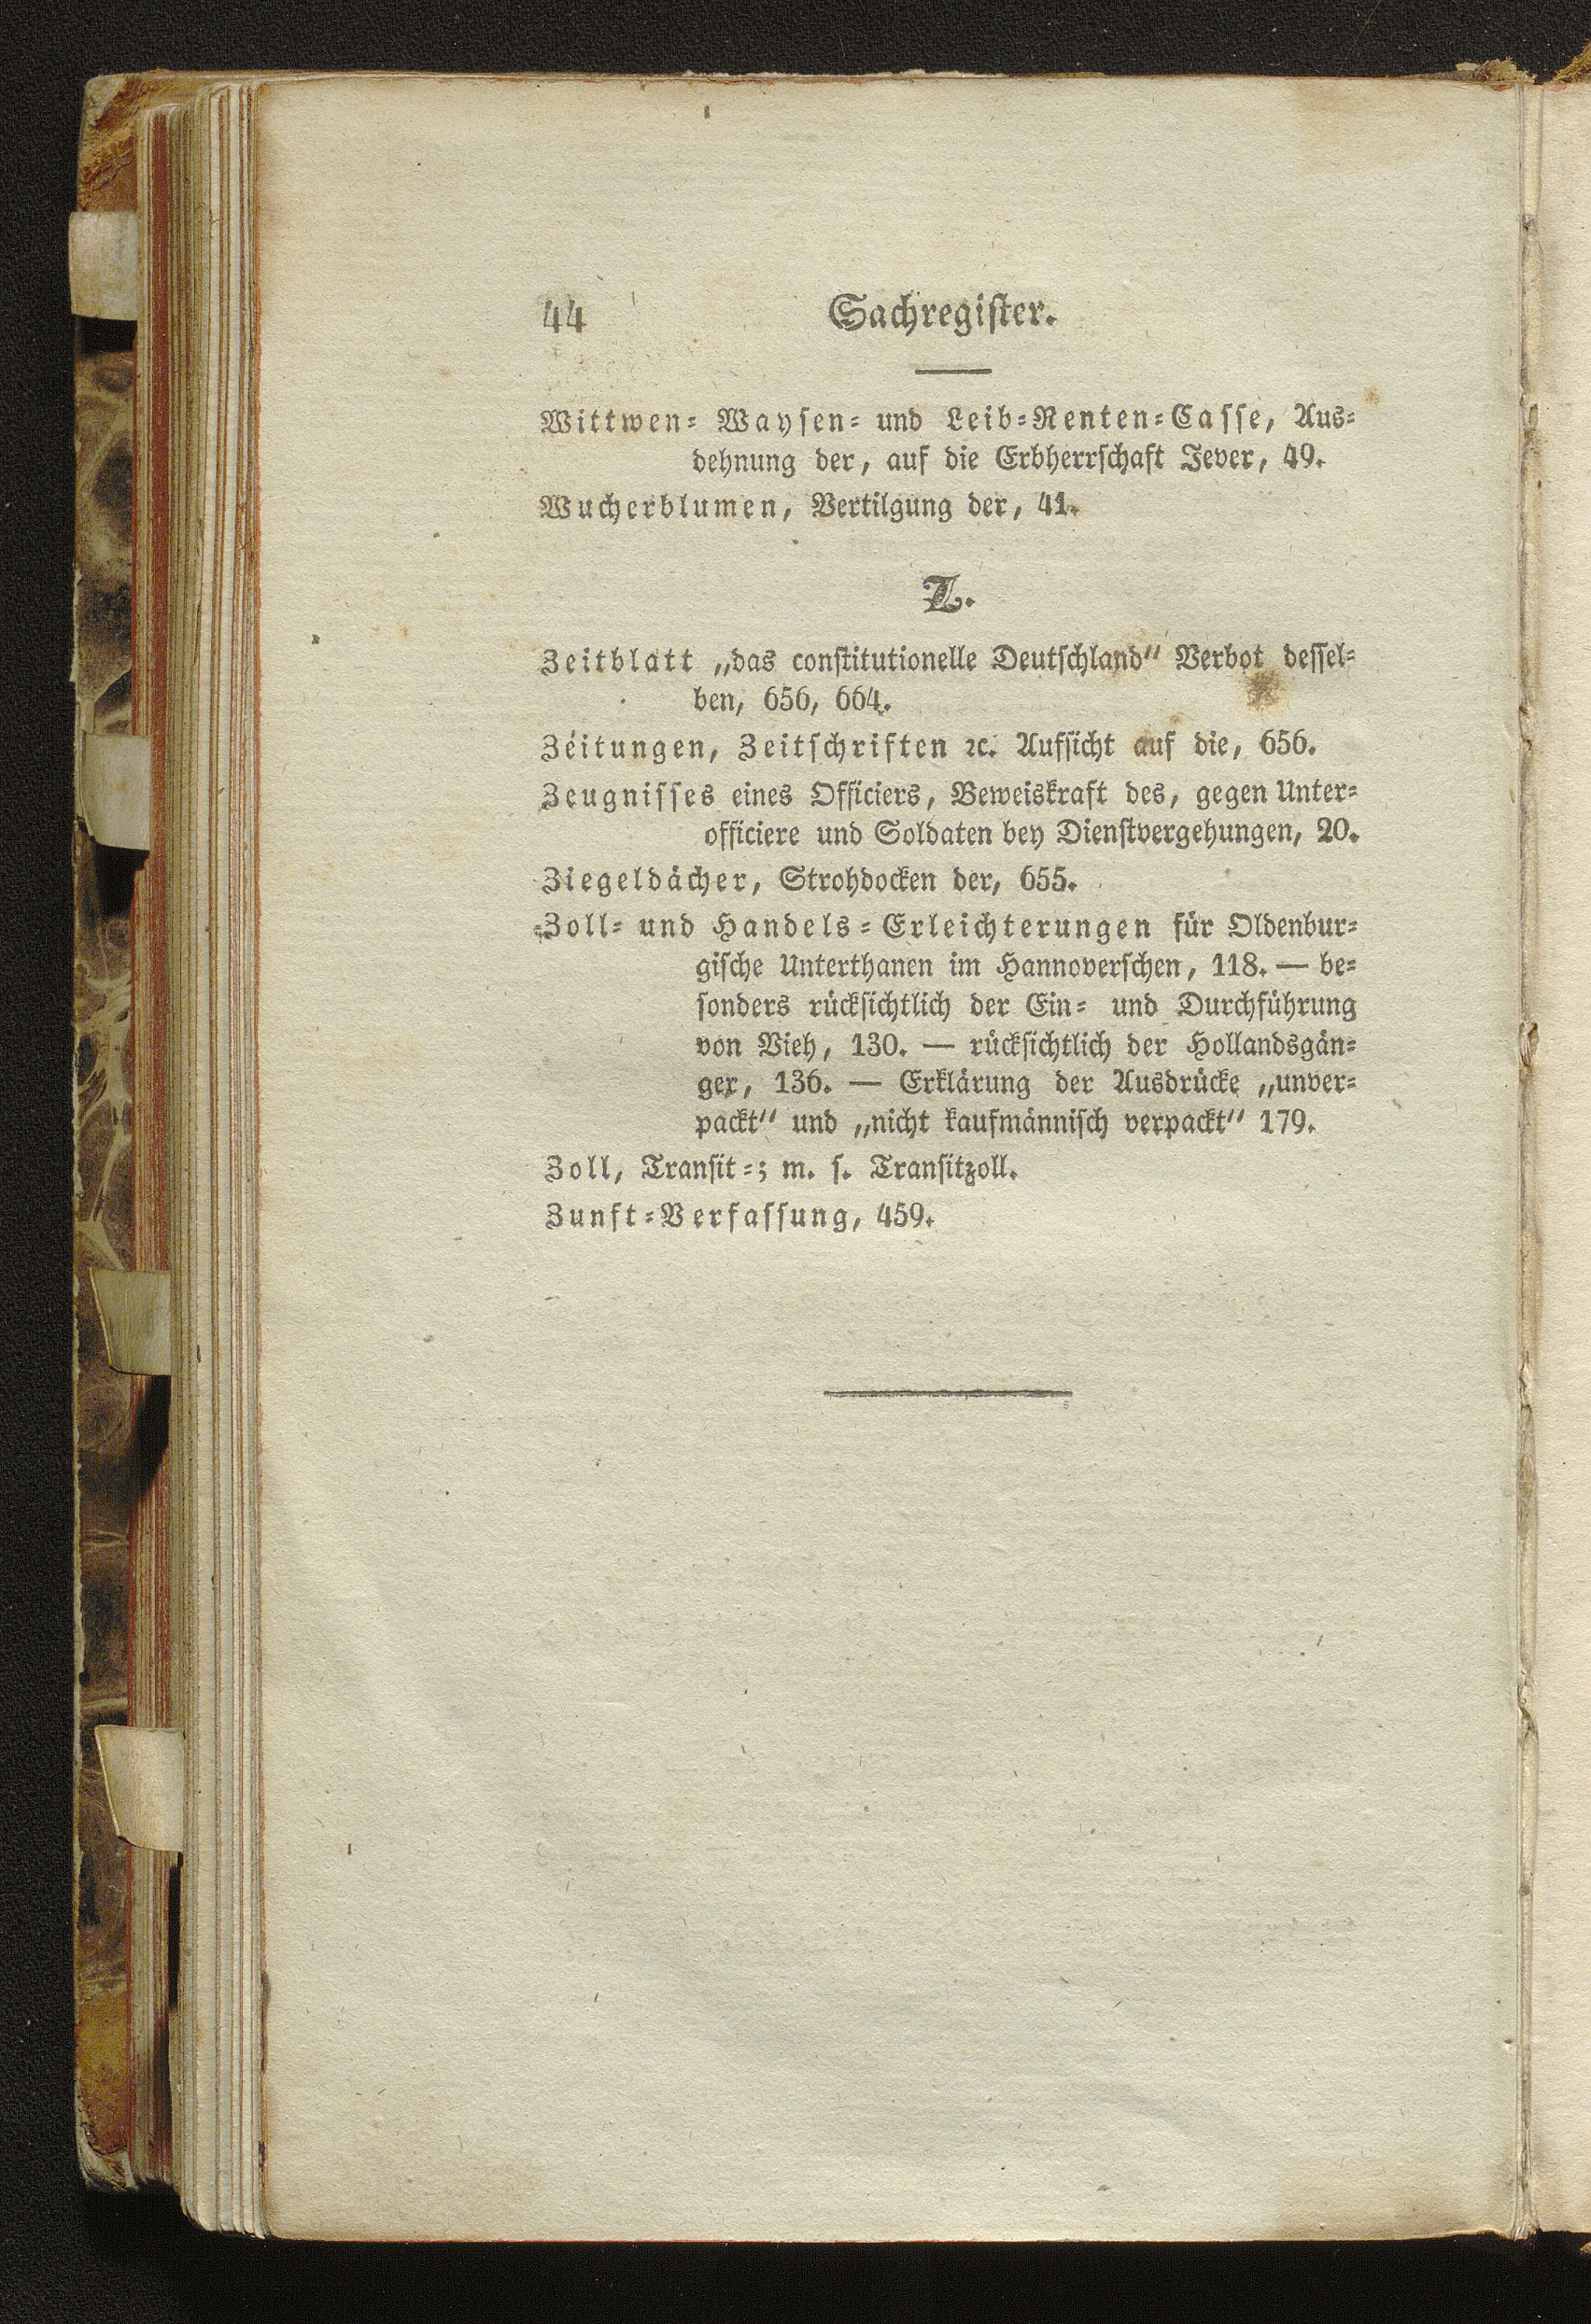 44 Sachregister.
Wittwen- Waysen- und Leib-Renten-Casse, Aus-
dehnung der, auf die Erbherrschaft Jever, 49.
Wucherblumen, Vertilgung der, 41.
Z.
Zeitblatt „das constitutionelle Deutschland“ Verbot dessel-
ben, 656, 664.
Zeitungen, Zeitschriften ꝛc. Aufsicht auf die, 656.
Zeugnisses eines Officiers, Beweiskraft des, gegen Unter-
officiere und Soldaten bey Dienstvergehungen, 20.
Ziegeldächer, Strohdocken der, 655.
Zoll- und Handels-Erleichterungen für Oldenbur-
gische Unterthanen im Hannoverschen, 118. — be-
sonders rücksichtlich der Ein- und Durchführung
von Vieh, 130. — rücksichtlich der Hollandsgän-
ger, 136. — Erklärung der Ausdrücke „unver-
packt“ und „nicht kaufmännisch verpackt“ 179.
Zoll, Transit-; m. s. Transitzoll.
Zunft-Verfassung, 459.